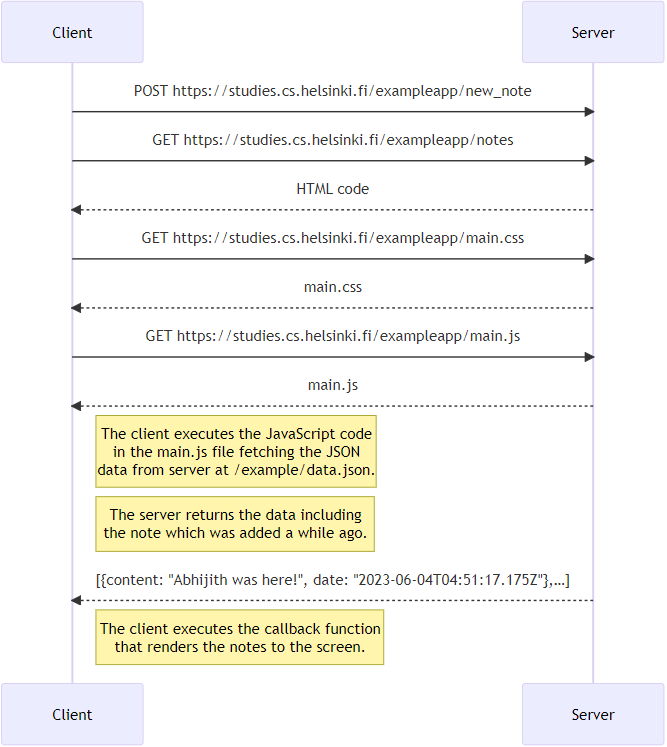 Client Server
POST https://studies.cs.helsinki.fi/exampleapp/new_note
GET https://studies.cs.helsinki.fi/exampleapp/notes
HTML code
GET https://studies.cs.helsinki.fi/exampleapp/main.css
main.css
GET https://studies.cs.helsinki.fi/exampleapp/main.js
main.js
The client executes the JavaScript code
in the main.js file fetching the JSON
data from server at /example/data.json.
The server returns the data including
the note which was added a while ago.
[{content: "Abhijith was here!", date: "2023-06-04T04:51:17.175Z"},...]
The client executes the callback function
that renders the notes to the screen.
Client Server